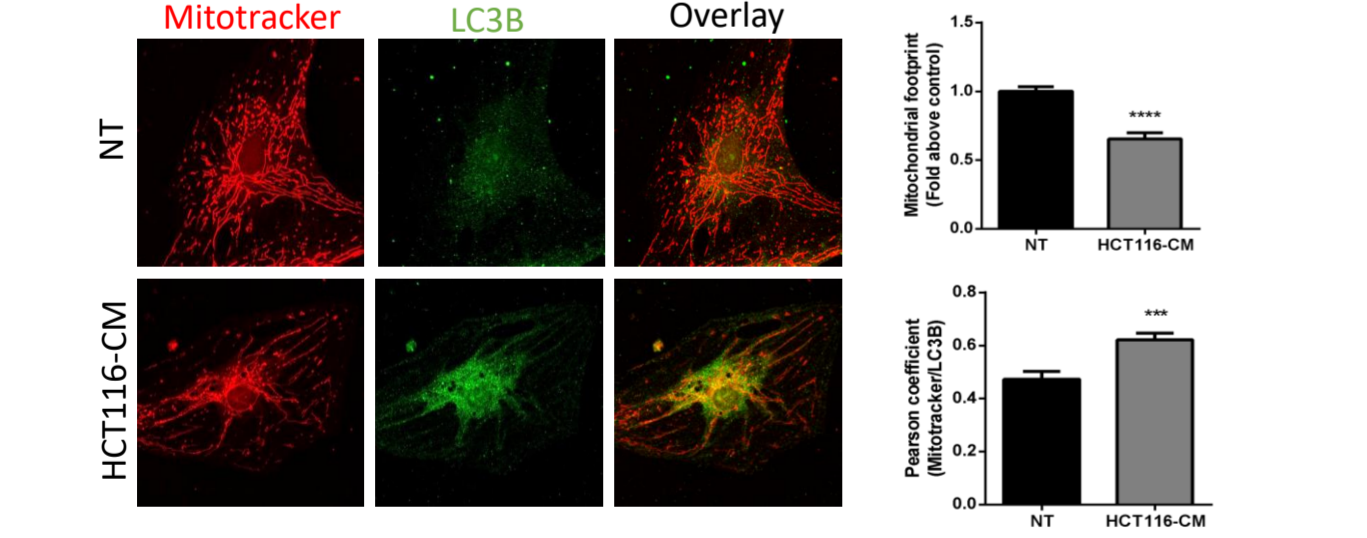 Mitotracker LC3B Overlay
NT
HCT116-CM
Mitochondrial footprint
(Fold above control)
1.5
1.0
0.5
0.0
****
NT HCT116-CM
Pearson coefficient
(Mitotracker/LC3B)
0.8
0.6
0.4
0.2
0.0
***
NT HCT116-CM